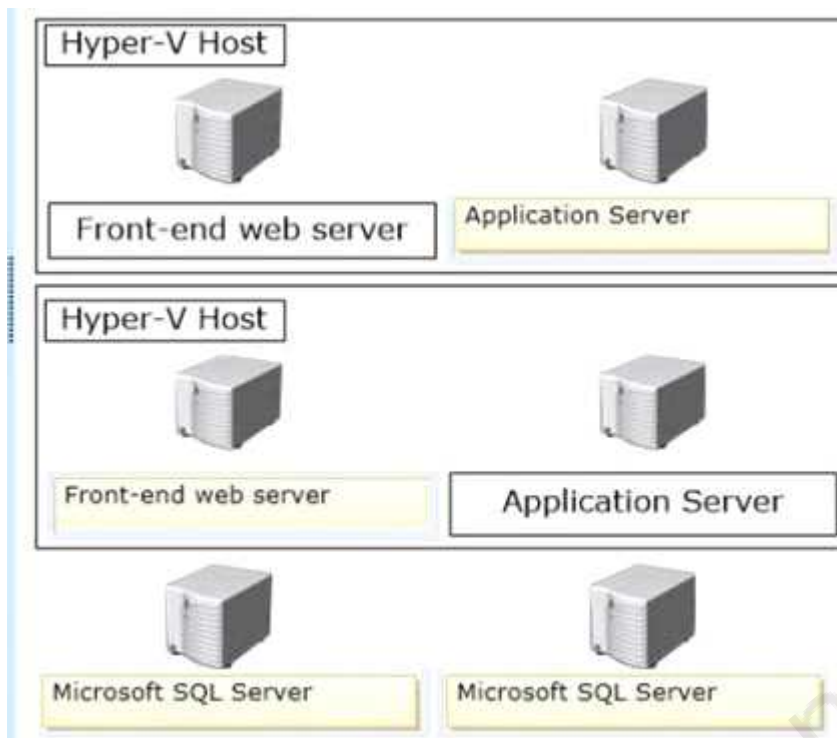 Hyper-V Host
Front-end web server
Application Server
Hyper-V Host
Front-end web server
Application Server
Microsoft SQL Server
Microsoft SQL Server